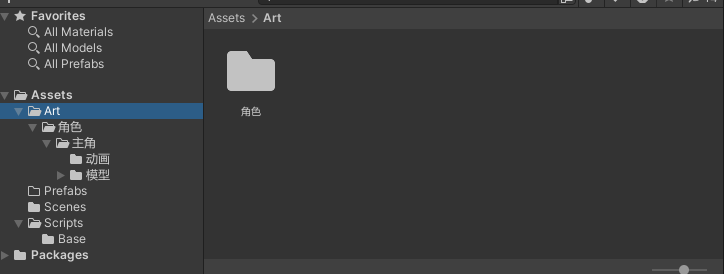 Favorites
All Materials
All Models
All Prefabs
Assets
Art
角色
主角
动画
模型
Prefabs
Scenes
Scripts
Base
Packages
Assets > Art
角色